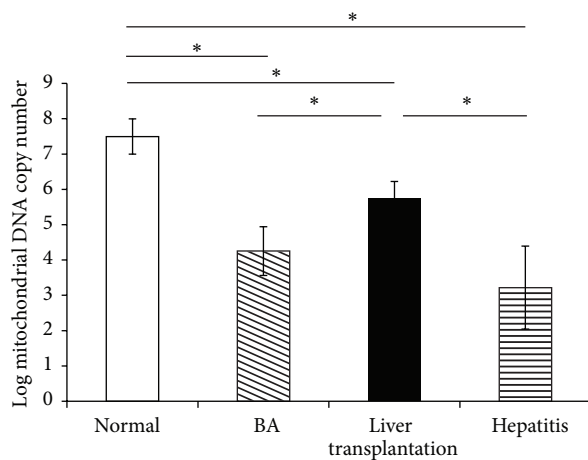 *
*
*
*
*
Log mitochondrial DNA copy number
9
8
7
6
5
4
3
2
1
0
Normal
BA
Liver
transplantation
Hepatitis